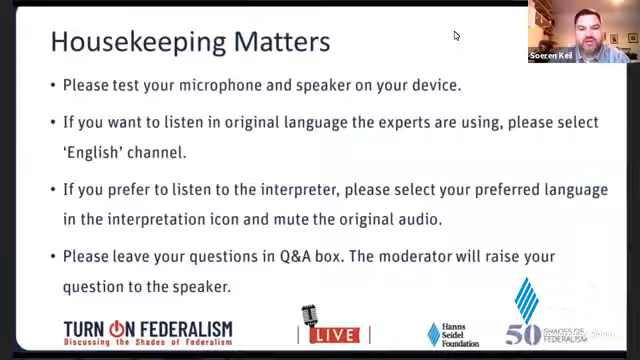 Housekeeping Matters
Soeren Keil
• Please test your microphone and speaker on your device.
• If you want to listen in original language the experts are using, please select
‘English’ channel.
• If you prefer to listen to the interpreter, please select your preferred language
in the interpretation icon and mute the original audio.
• Please leave your questions in Q&A box. The moderator will raise your
question to the speaker.
TURN ON FEDERALISM
Discussing the Shades of Federalism
LIVE
Hanns
Seidel
Foundation
50 SHADES OF
FEDERALISM